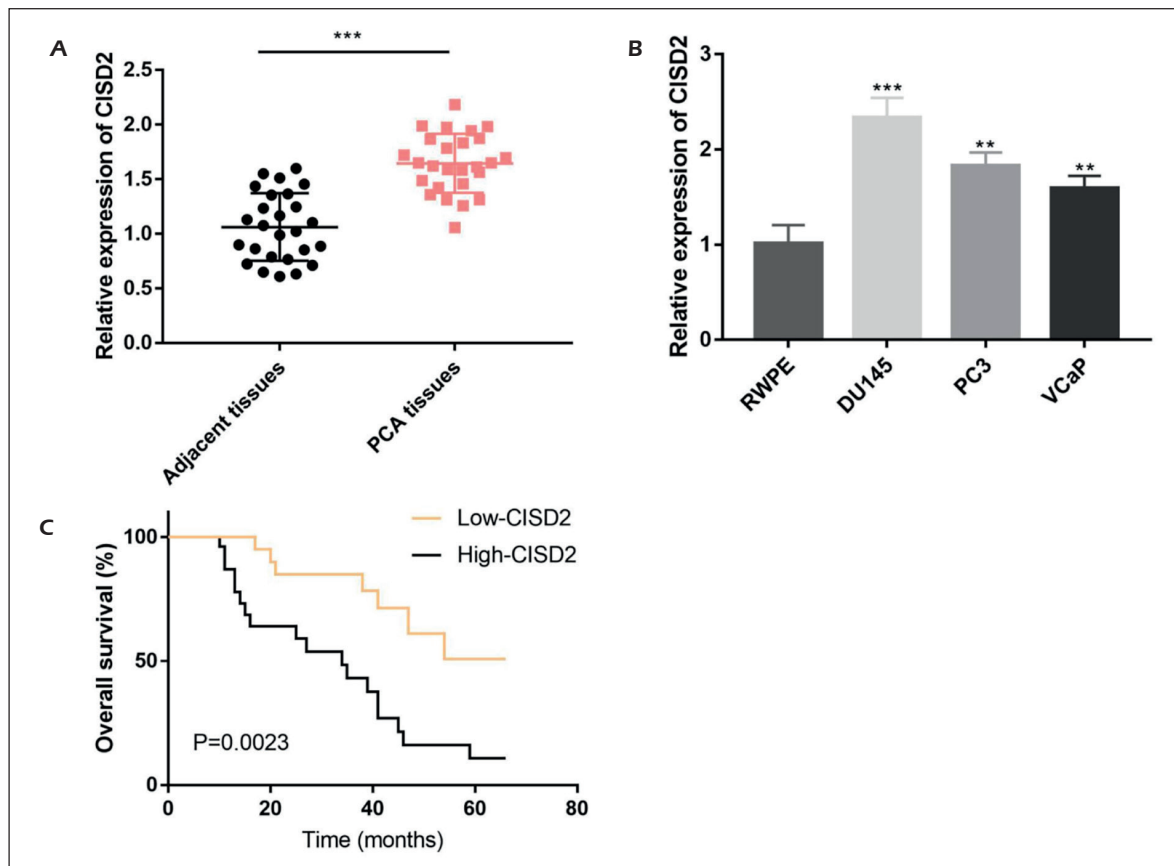 A
***
Relative expression of CISD2
2.5
2.0
1.5
1.0
0.5
0.0
Adjacent tissues
PCA tissues
B
Relative expression of CISD2
3
2
1
0
***
**
**
RWPE
DU145
PC3
VCaP
C
Low-CISD2
High-CISD2
Overall survival (%)
100
50
0
P=0.0023
0
20
40
60
80
Time (months)